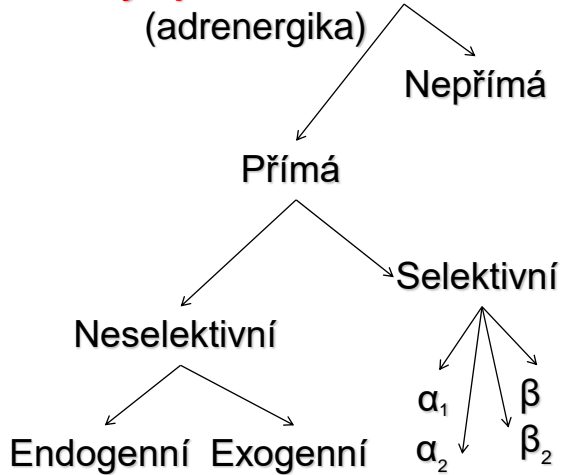 (adrenergika)
Nepřímá
Přímá
Selektivní
Neselektivní
α₁ β
α₂ β₂
Endogenní Exogenní